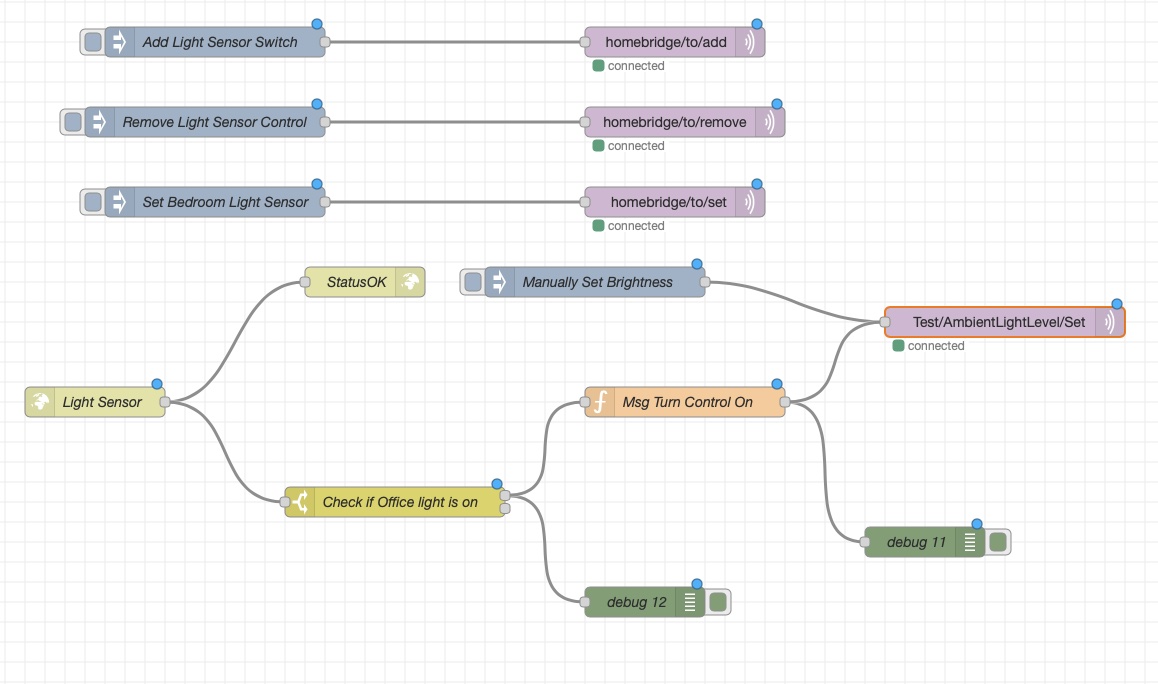 Add Light Sensor Switch
homebridge/to/add
connected
Remove Light Sensor Control
homebridge/to/remove
connected
Set Bedroom Light Sensor
homebridge/to/set
connected
StatusOK
Manually Set Brightness
Test/AmbientLightLevel/Set
connected
Light Sensor
Msg Turn Control On
Check if Office light is on
debug 11
debug 12